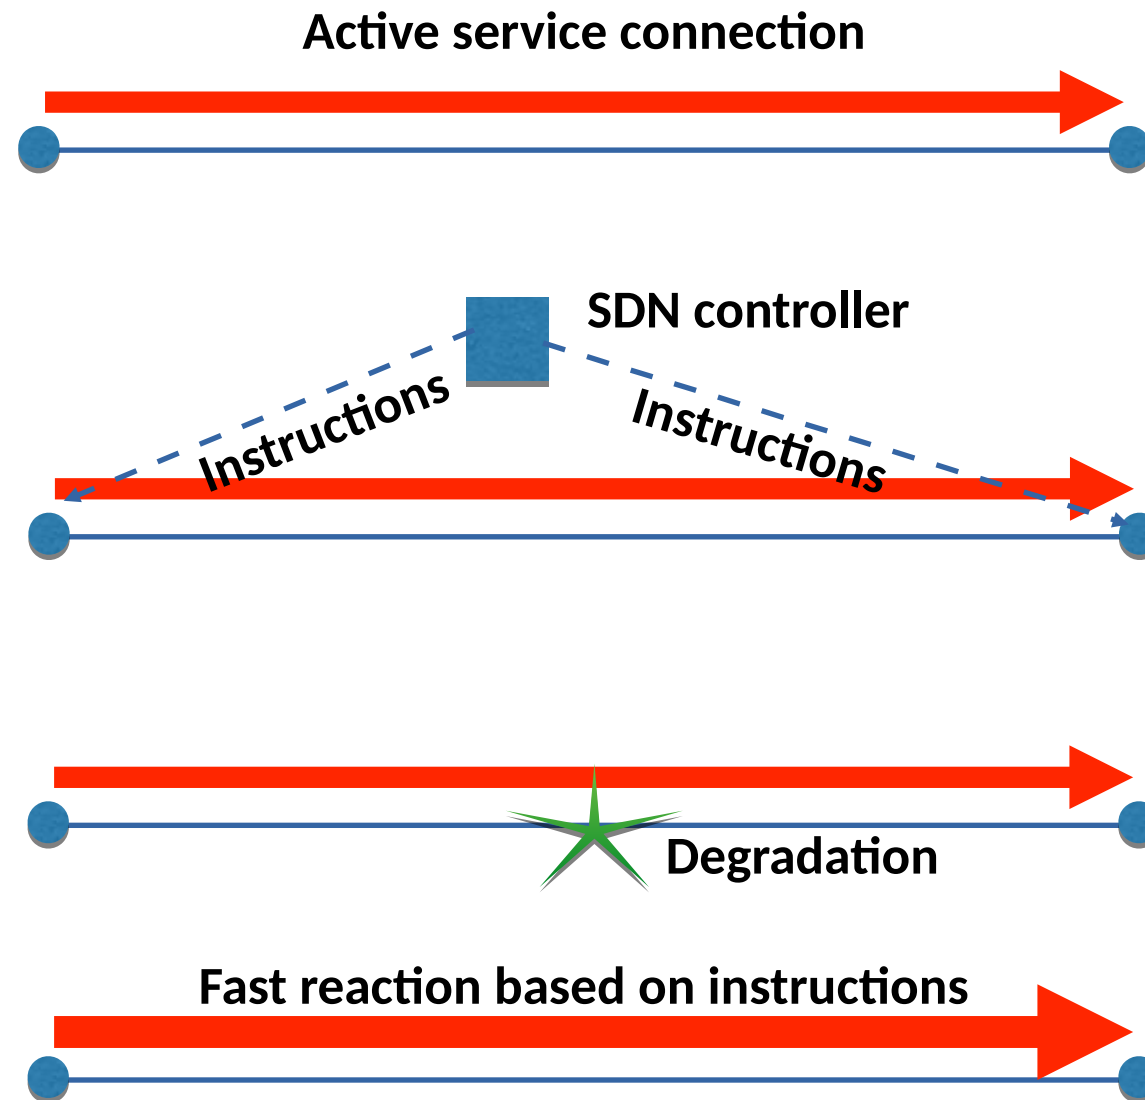 Active service connection
SDN controller
Instructions
Instructions
Degradation
Fast reaction based on instructions